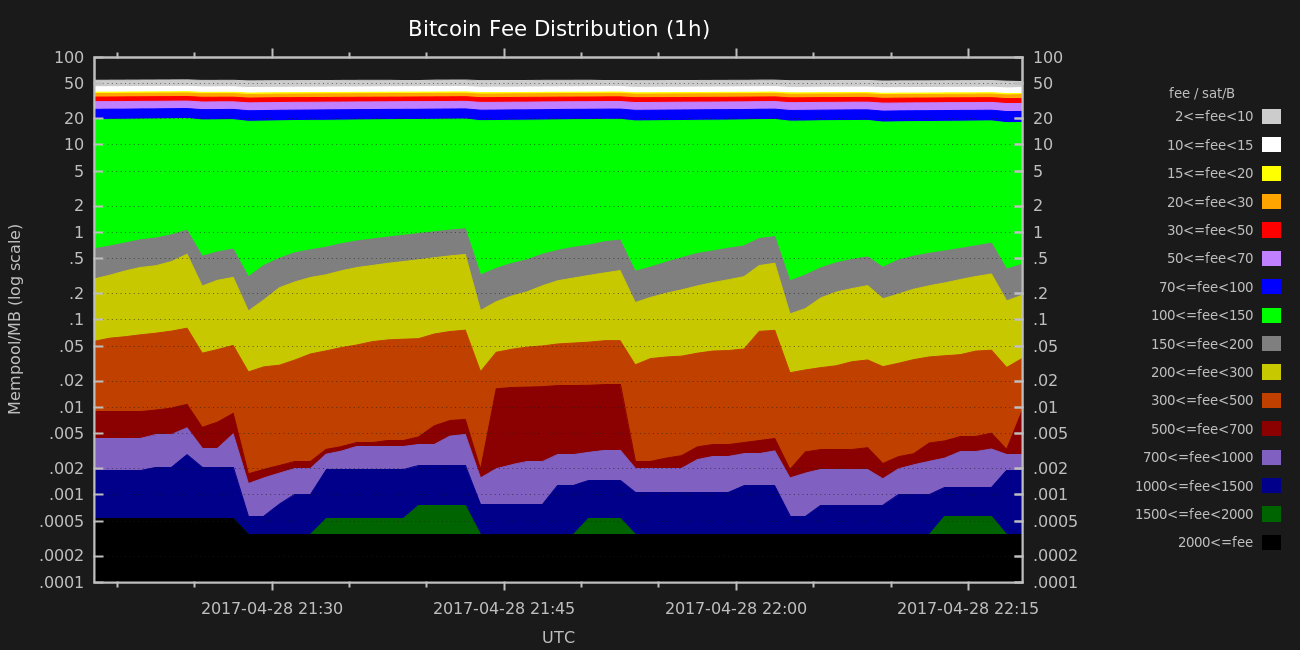 Bitcoin Fee Distribution (1h)
100
50
20
10
5
2
1
.5
.2
.1
.05
.02
.01
.005
.002
.001
.0005
.0002
.0001
Mempool/MB (log scale)
100
50
20
10
5
2
1
.5
.2
.1
.05
.02
.01
.005
.002
.001
.0005
.0002
.0001
2017-04-28 21:30
2017-04-28 21:45
2017-04-28 22:00
2017-04-28 22:15
UTC
fee / sat/B
2<=fee<10
10<=fee<15
15<=fee<20
20<=fee<30
30<=fee<50
50<=fee<70
70<=fee<100
100<=fee<150
150<=fee<200
200<=fee<300
300<=fee<500
500<=fee<700
700<=fee<1000
1000<=fee<1500
1500<=fee<2000
2000<=fee